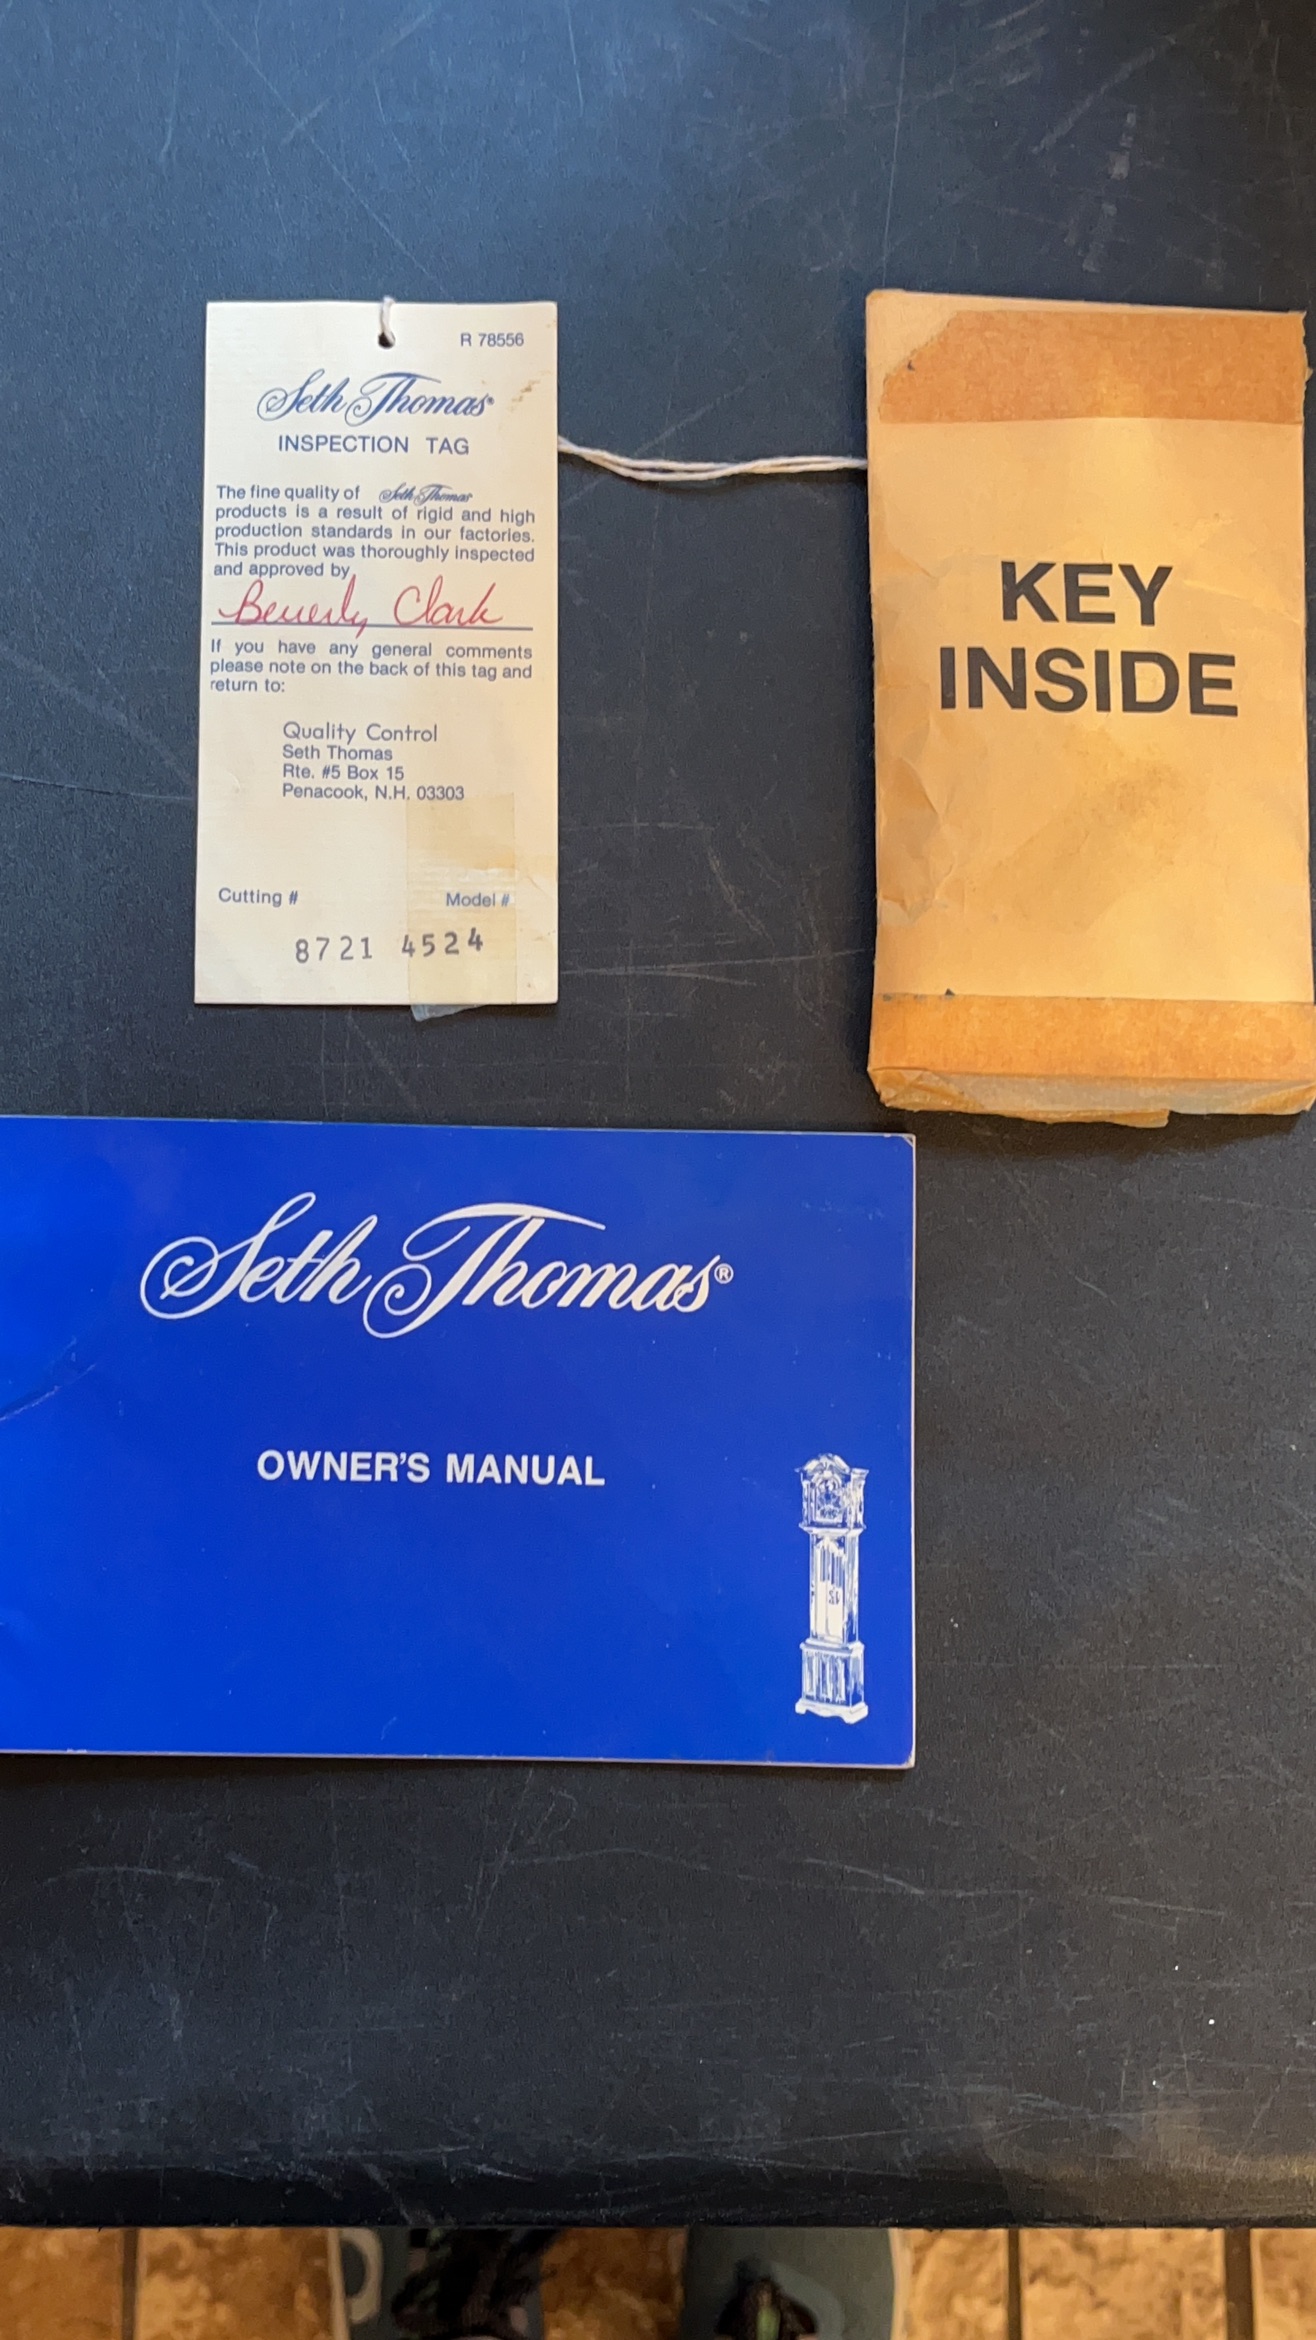 R 78556
Seth Thomas®
INSPECTION TAG
The fine quality of Seth Thomas
products is a result of rigid and high
production standards in our factories.
This product was thoroughly inspected
and approved by
Beverly Clark
If you have any general comments
please note on the back of this tag and
return to:
Quality Control
Seth Thomas
Rte. #5 Box 15
Penacook, N.H. 03303
Cutting # Model #
8721 4524
KEY
INSIDE
Seth Thomas®
OWNER'S MANUAL